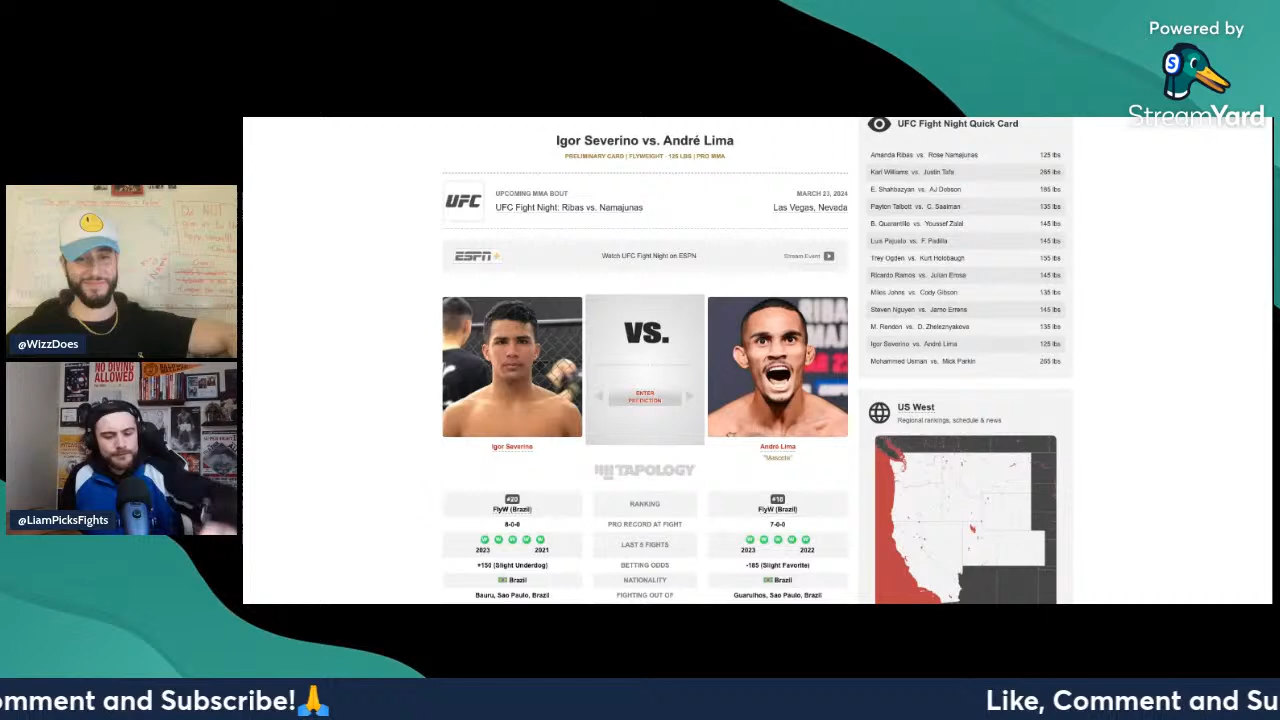 Powered by
StreamYard
Igor Severino vs. André Lima
PRELIMINARY CARD | FLYWEIGHT · 125 LBS | PRO MMA
UFC
UPCOMING MMA BOUT
MARCH 23, 2024
UFC Fight Night: Ribas vs. Namajunas
Las Vegas, Nevada
ESPN+
Watch UFC Fight Night on ESPN
Stream Event
VS.
ENTER
PREDICTION
Igor Severino
André Lima
"Mascote"
TAPOLOGY
#20
RANKING
FlyW (Brazil)
FlyW (Brazil)
8-0-0
PRO RECORD AT FIGHT
7-0-0
W W W W W
LAST 5 FIGHTS
W W W W W
2023 2021
2023 2022
+150 (Slight Underdog)
BETTING ODDS
-185 (Slight Favorite)
Brazil
NATIONALITY
Brazil
Bauru, Sao Paulo, Brazil
FIGHTING OUT OF
Guarulhos, Sao Paulo, Brazil
UFC Fight Night Quick Card
Amanda Ribas vs. Rose Namajunas 125 lbs
Karl Williams vs. Justin Tafa 265 lbs
E. Shahbazyan vs. AJ Dobson 185 lbs
Payton Talbott vs. C. Saaiman 135 lbs
B. Quarantillo vs. Youssef Zalal 145 lbs
Luis Pajuelo vs. F. Padilla 145 lbs
Trey Ogden vs. Kurt Holobaugh 155 lbs
Ricardo Ramos vs. Julian Erosa 145 lbs
Miles Johns vs. Cody Gibson 135 lbs
Steven Nguyen vs. Jarno Errens 145 lbs
M. Rendon vs. D. Zheleznyakova 135 lbs
Igor Severino vs. André Lima 125 lbs
Mohammed Usman vs. Mick Parkin 265 lbs
US West
Regional rankings, schedule & news
@WizzDoes
NO DIVING
ALLOWED
@LiamPicksFights
omment and Subscribe!🙏
Like, Comment and Su